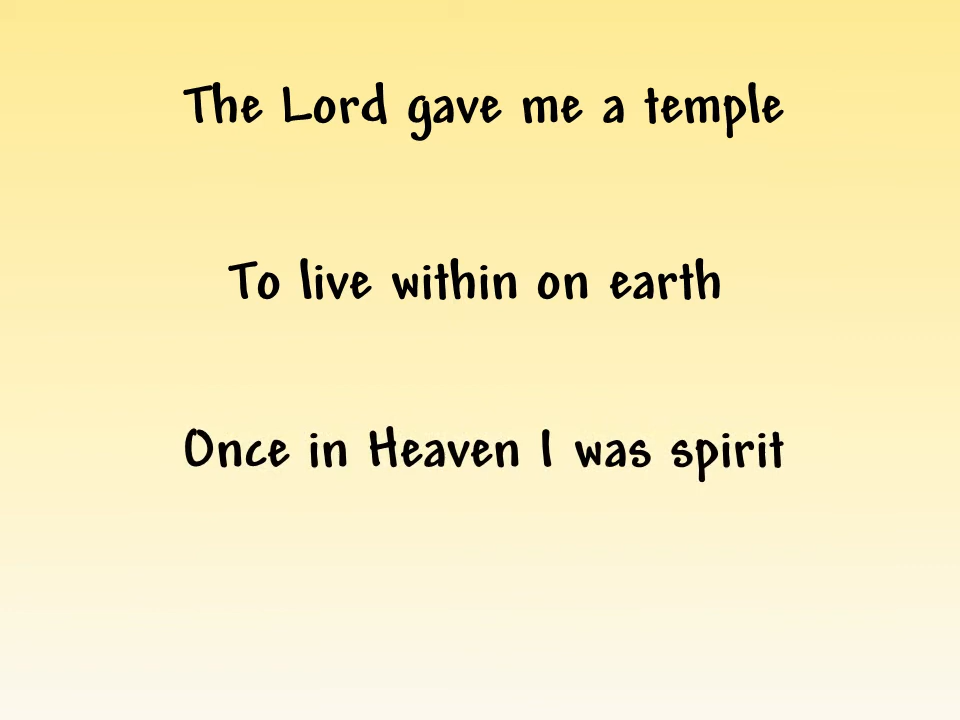 The Lord gave me a temple
To live within on earth
Once in Heaven I was spirit